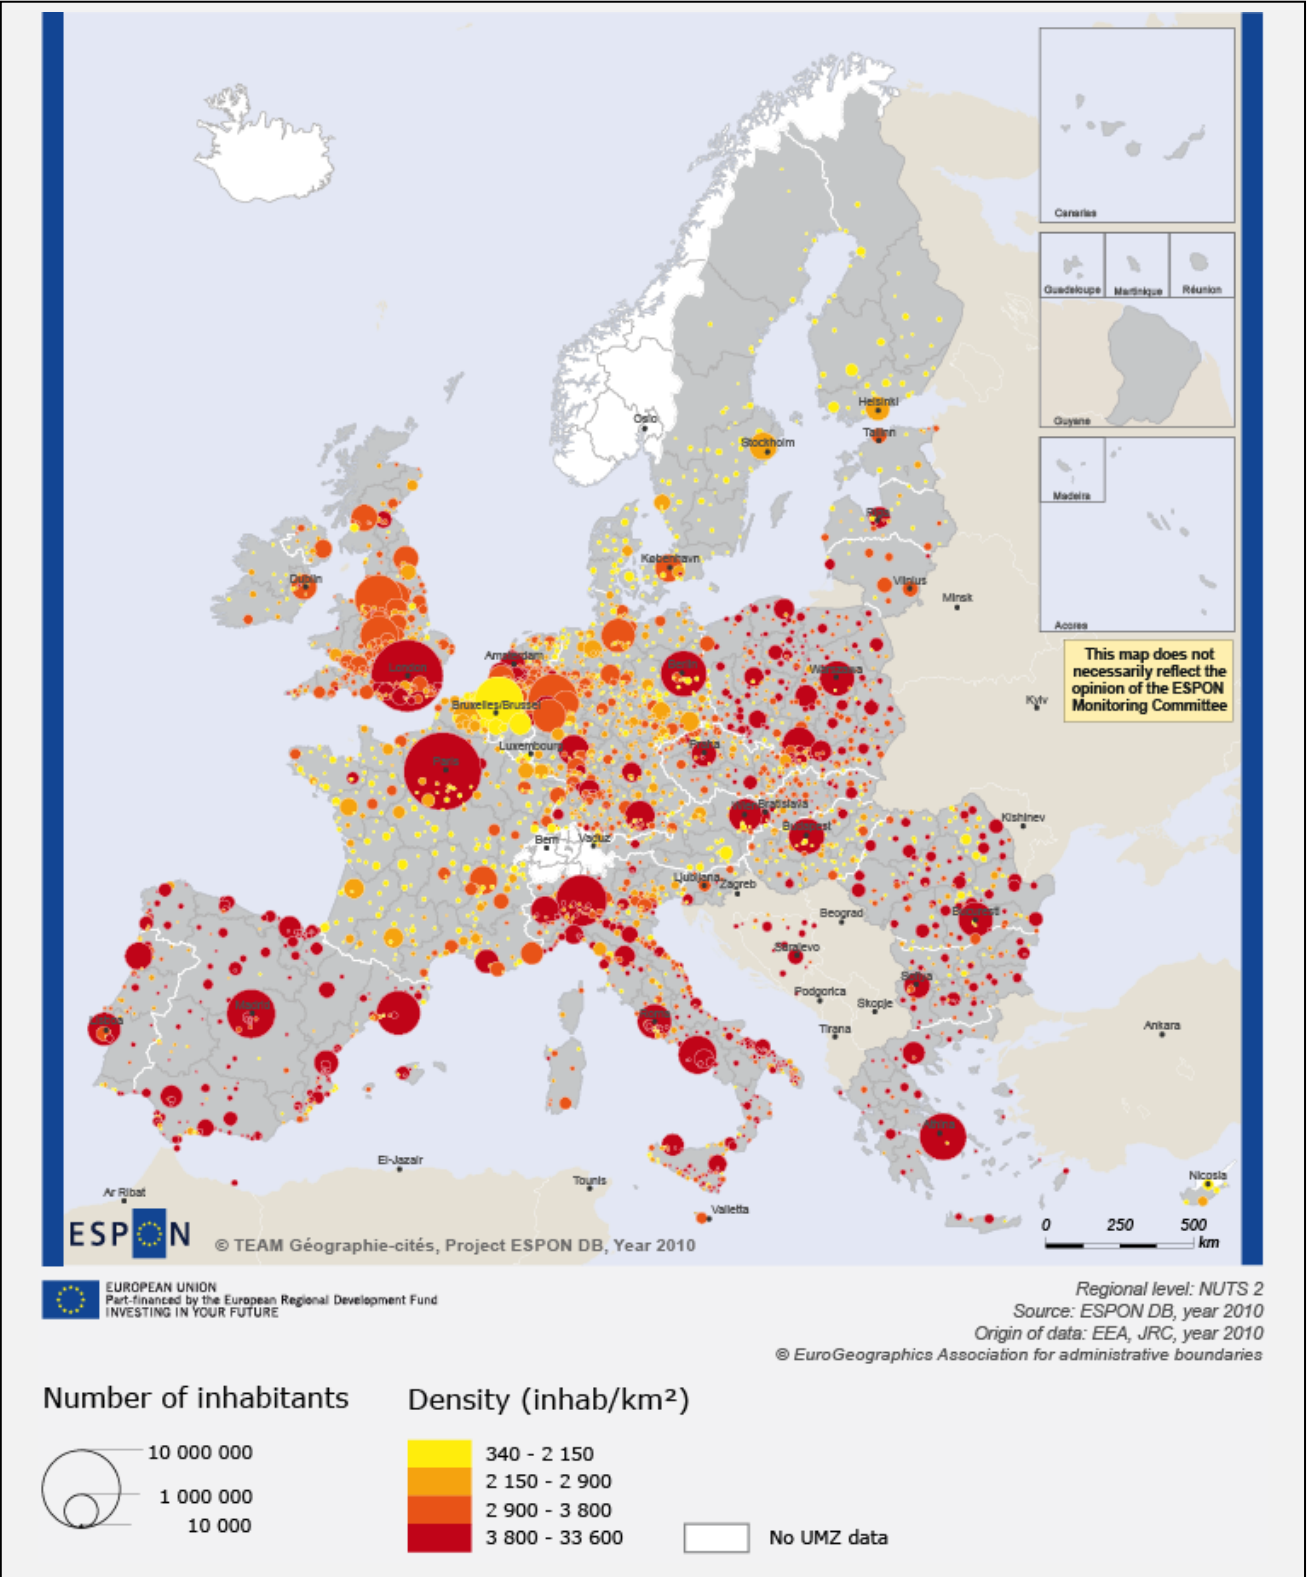 Canarias
Guadeloupe
Martinique
Réunion
Guyane
Madeira
Acores
This map does not
necessarily reflect the
opinion of the ESPON
Monitoring Committee
Oslo
Helsinki
Tallinn
Stockholm
København
Vilnius
Minsk
Dublin
Amsterdam
London
Berlin
Warszawa
Kyiv
Bruxelles/Brussel
Luxembourg
Paris
Praha
Bratislava
Budapest
Kishinev
Bern
Vaduz
Ljubljana
Zagreb
Beograd
Bucuresti
Sarajevo
Sofiya
Podgorica
Skopje
Tirana
Ankara
Madrid
Lisboa
Roma
Athina
El-Jazair
Tounis
Ar Ribat
Valletta
Nicosia
0 250 500
km
ESPON
© TEAM Géographie-cités, Project ESPON DB, Year 2010
EUROPEAN UNION
Part-financed by the European Regional Development Fund
INVESTING IN YOUR FUTURE
Regional level: NUTS 2
Source: ESPON DB, year 2010
Origin of data: EEA, JRC, year 2010
© EuroGeographics Association for administrative boundaries
Number of inhabitants
10 000 000
1 000 000
10 000
Density (inhab/km²)
340 - 2 150
2 150 - 2 900
2 900 - 3 800
3 800 - 33 600
No UMZ data